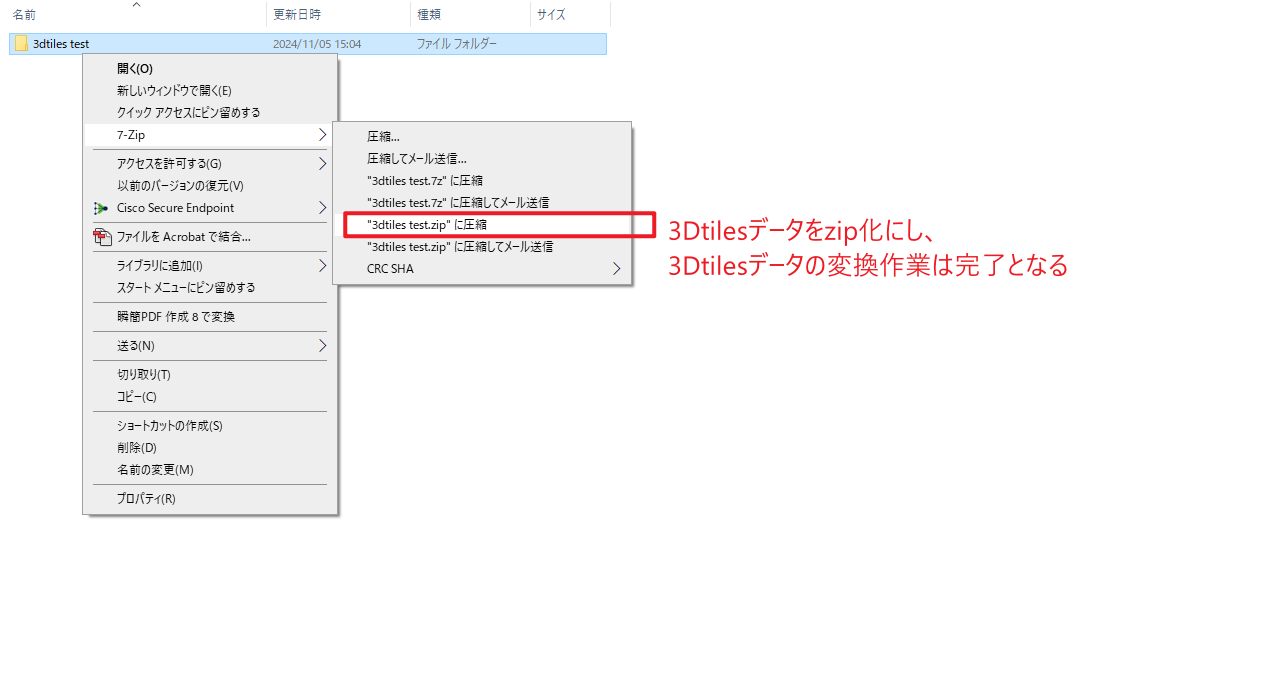 名前 更新日時 種類 サイズ
3dtiles test 2024/11/05 15:04 ファイル フォルダー
開く(O)
新しいウィンドウで開く(E)
クイック アクセスにピン留めする
7-Zip
アクセスを許可する(G)
以前のバージョンの復元(V)
Cisco Secure Endpoint
ファイルを Acrobat で結合...
ライブラリに追加(I)
スタート メニューにピン留めする
瞬簡PDF 作成 8 で変換
送る(N)
切り取り(T)
コピー(C)
ショートカットの作成(S)
削除(D)
名前の変更(M)
プロパティ(R)
圧縮...
圧縮してメール送信...
"3dtiles test.7z" に圧縮
"3dtiles test.7z" に圧縮してメール送信
"3dtiles test.zip" に圧縮
"3dtiles test.zip" に圧縮してメール送信
CRC SHA
3Dtilesデータをzip化にし、
3Dtilesデータの変換作業は完了となる